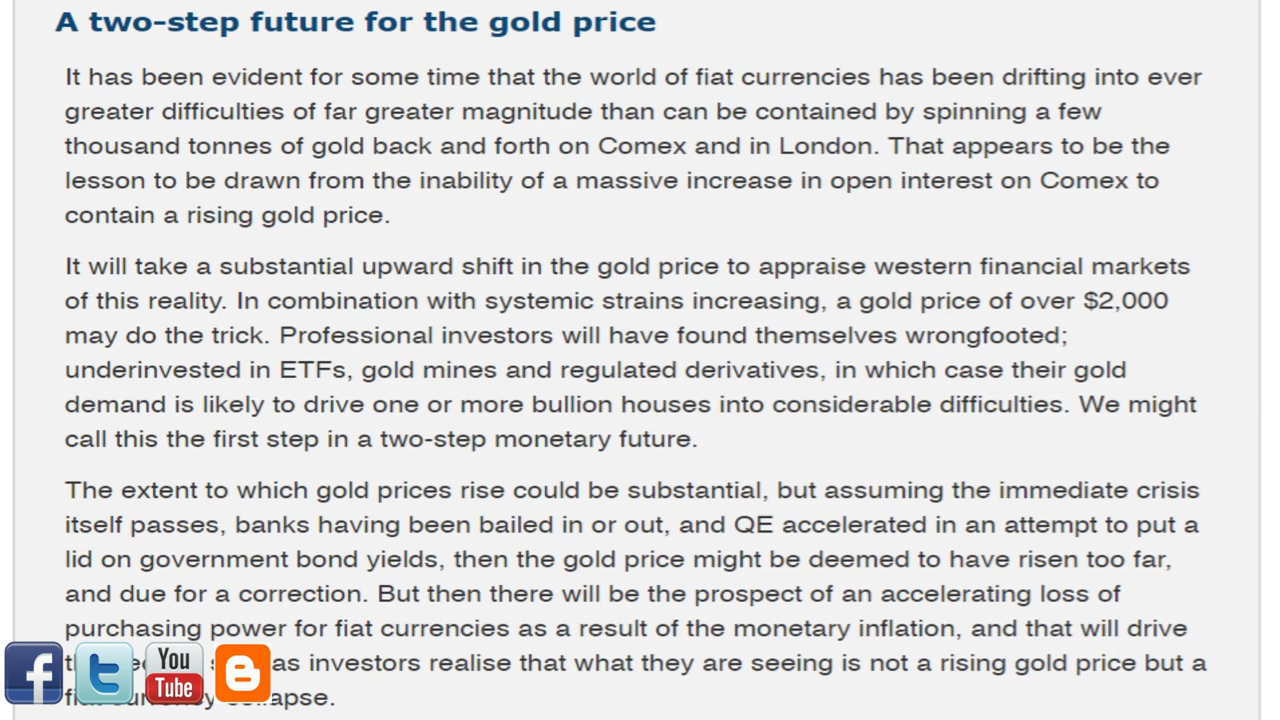 A two-step future for the gold price
It has been evident for some time that the world of fiat currencies has been drifting into ever
greater difficulties of far greater magnitude than can be contained by spinning a few
thousand tonnes of gold back and forth on Comex and in London. That appears to be the
lesson to be drawn from the inability of a massive increase in open interest on Comex to
contain a rising gold price.
It will take a substantial upward shift in the gold price to appraise western financial markets
of this reality. In combination with systemic strains increasing, a gold price of over $2,000
may do the trick. Professional investors will have found themselves wrongfooted;
underinvested in ETFs, gold mines and regulated derivatives, in which case their gold
demand is likely to drive one or more bullion houses into considerable difficulties. We might
call this the first step in a two-step monetary future.
The extent to which gold prices rise could be substantial, but assuming the immediate crisis
itself passes, banks having been bailed in or out, and QE accelerated in an attempt to put a
lid on government bond yields, then the gold price might be deemed to have risen too far,
and due for a correction. But then there will be the prospect of an accelerating loss of
purchasing power for fiat currencies as a result of the monetary inflation, and that will drive
as investors realise that what they are seeing is not a rising gold price but a
fiat currency collapse.
You
Tube